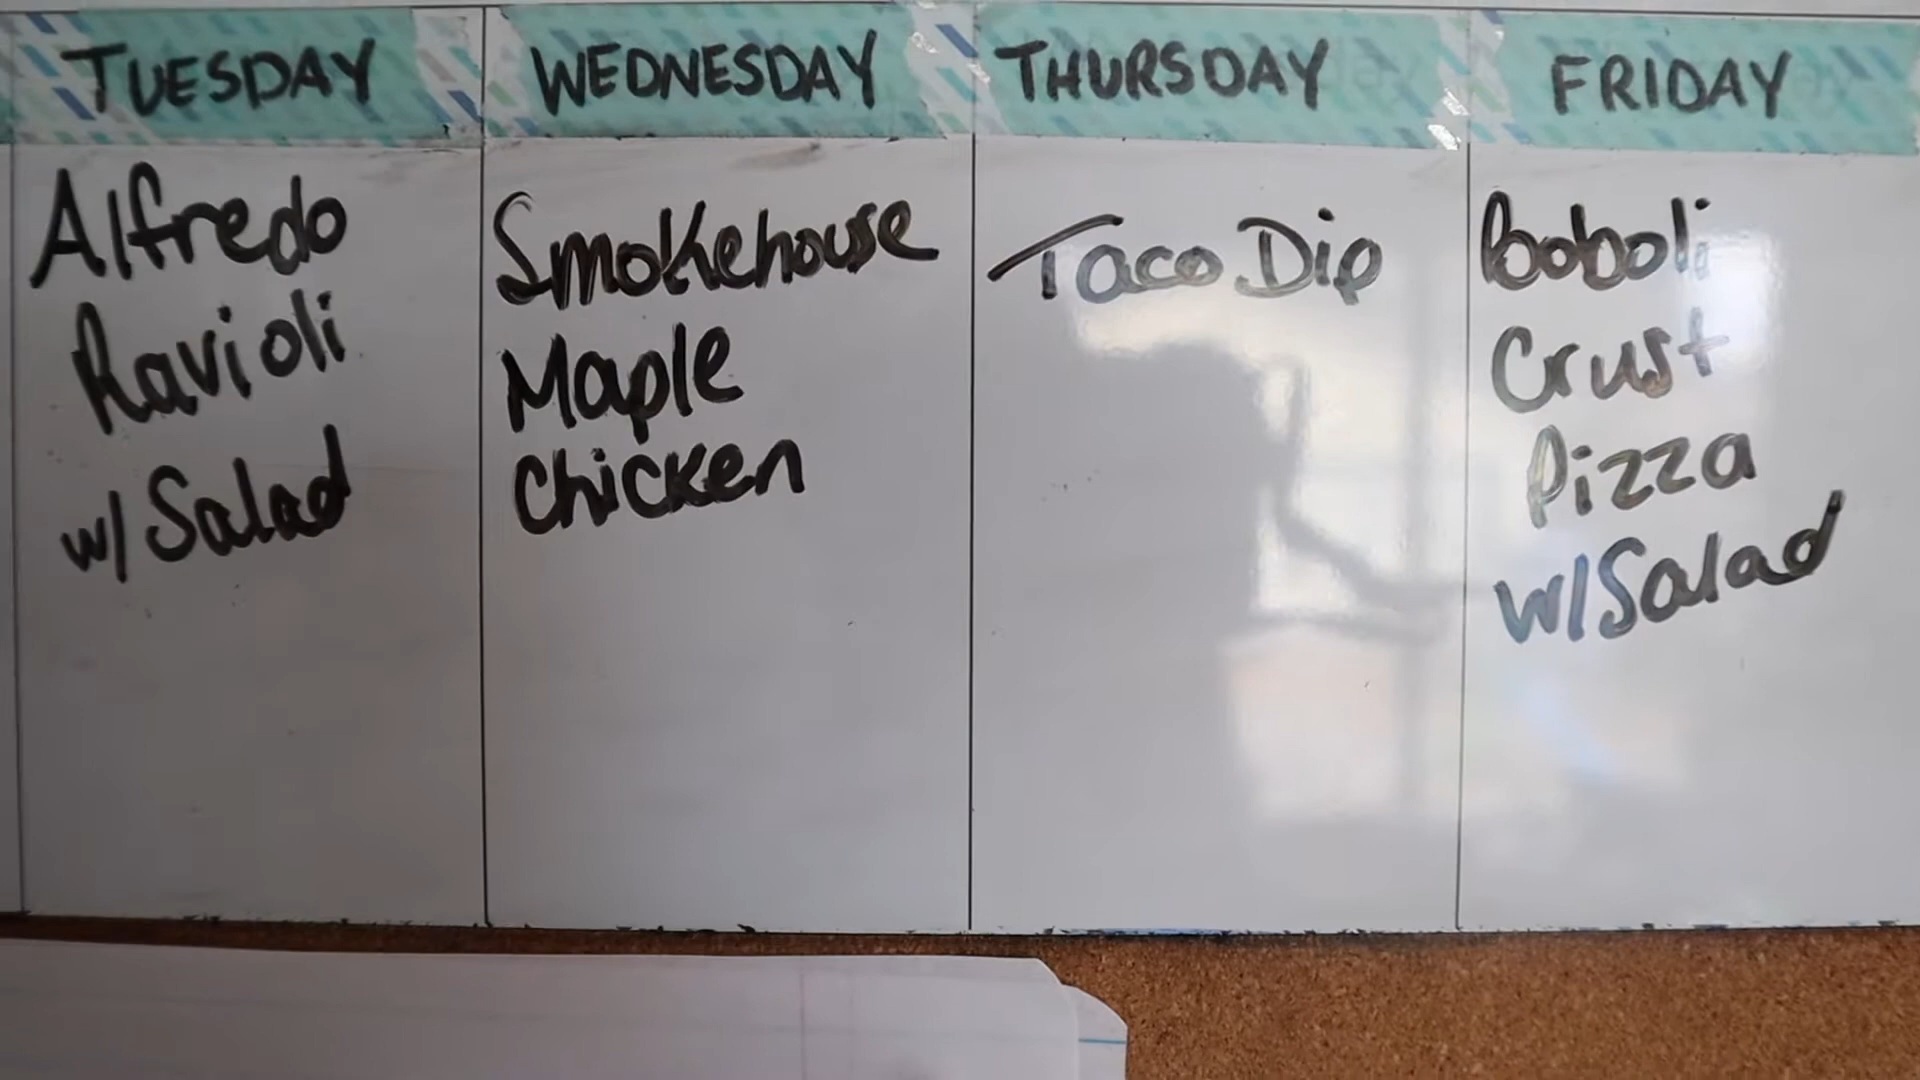 TUESDAY
Alfredo
Ravioli
w/ Salad
WEDNESDAY
Smokehouse
Maple
Chicken
THURSDAY
Taco Dip
FRIDAY
Boboli
Crust
Pizza
w/ Salad